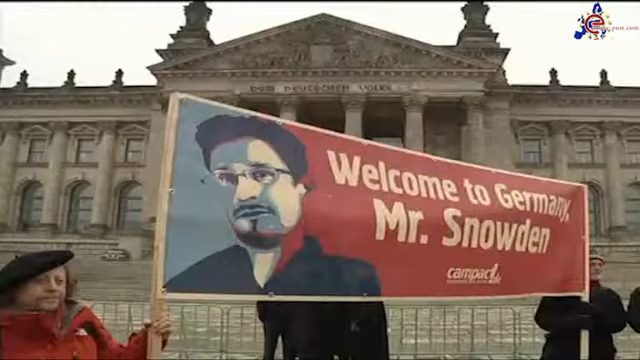 DEM DEUTSCHEN VOLKE
Welcome to Germany,
Mr. Snowden
campact!